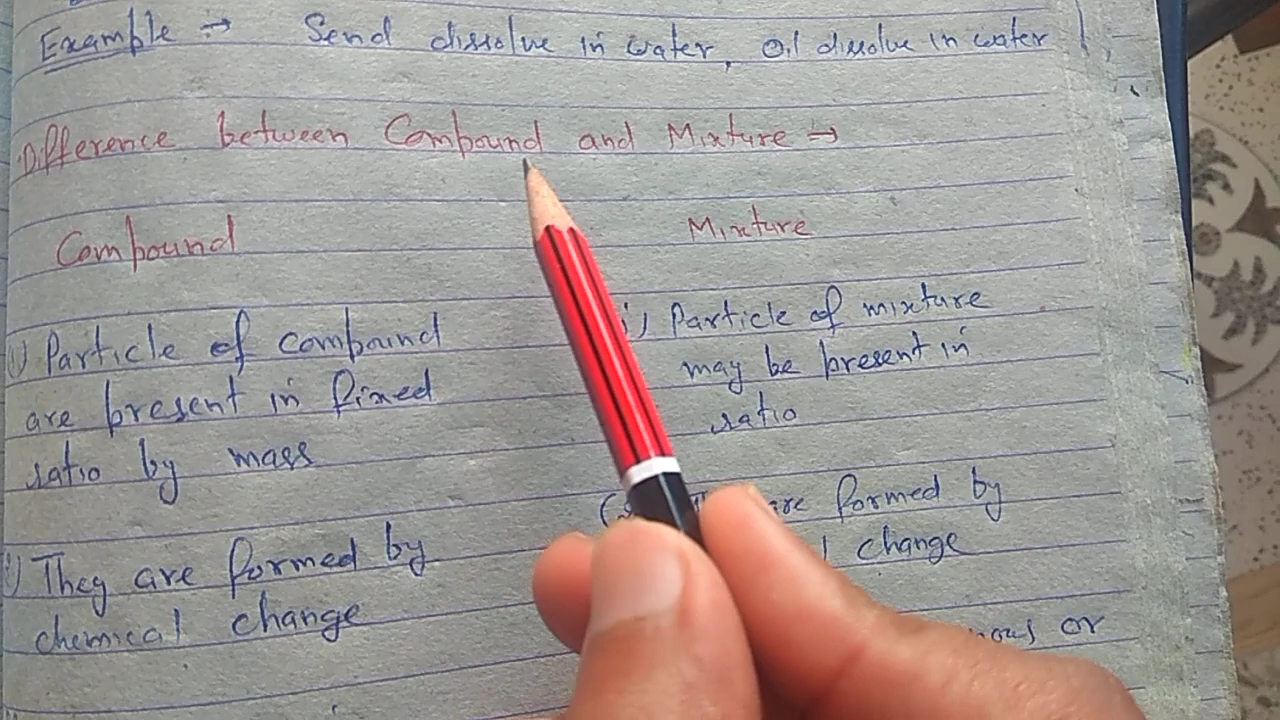 Example → Send dissolve in water, Oil dissolve in water
Difference between Compound and Mixture →
Compound Mixture
i) Particle of compound
are present in fixed
ratio by mass
i) Particle of mixture
may be present in
ratio
They are formed by
chemical change
are formed by
change
or